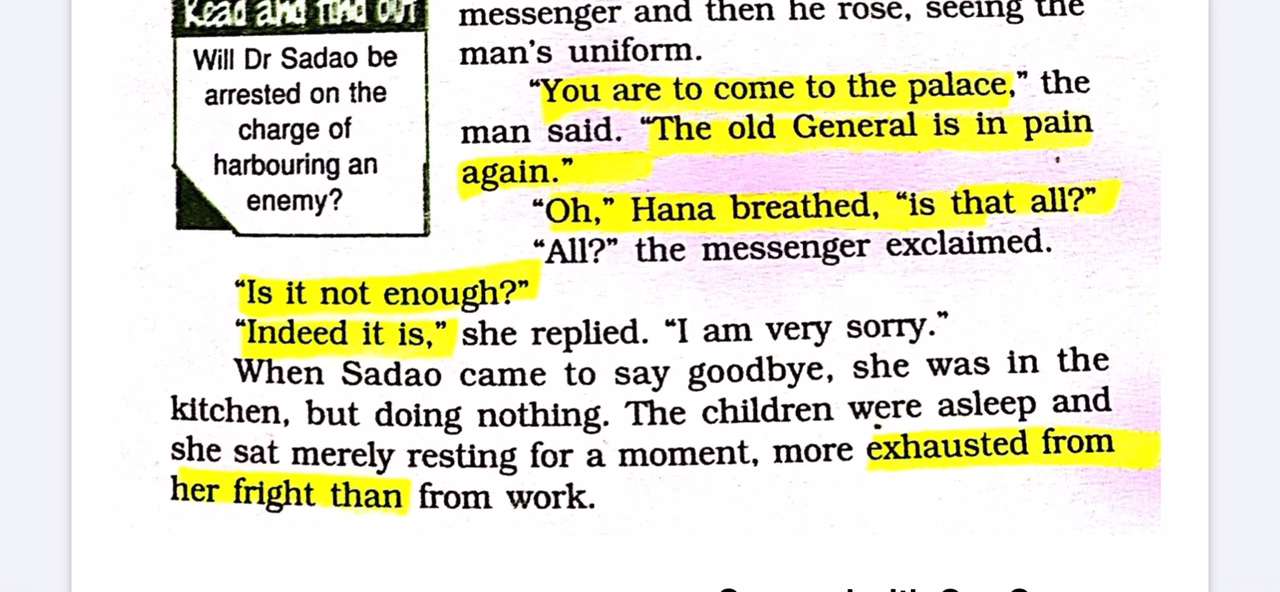 Read and find out
Will Dr Sadao be
arrested on the
charge of
harbouring an
enemy?
messenger and then he rose, seeing the
man's uniform.
"You are to come to the palace," the
man said. "The old General is in pain
again."
"Oh," Hana breathed, "is that all?"
"All?" the messenger exclaimed.
"Is it not enough?"
"Indeed it is," she replied. "I am very sorry."
When Sadao came to say goodbye, she was in the
kitchen, but doing nothing. The children were asleep and
she sat merely resting for a moment, more exhausted from
her fright than from work.